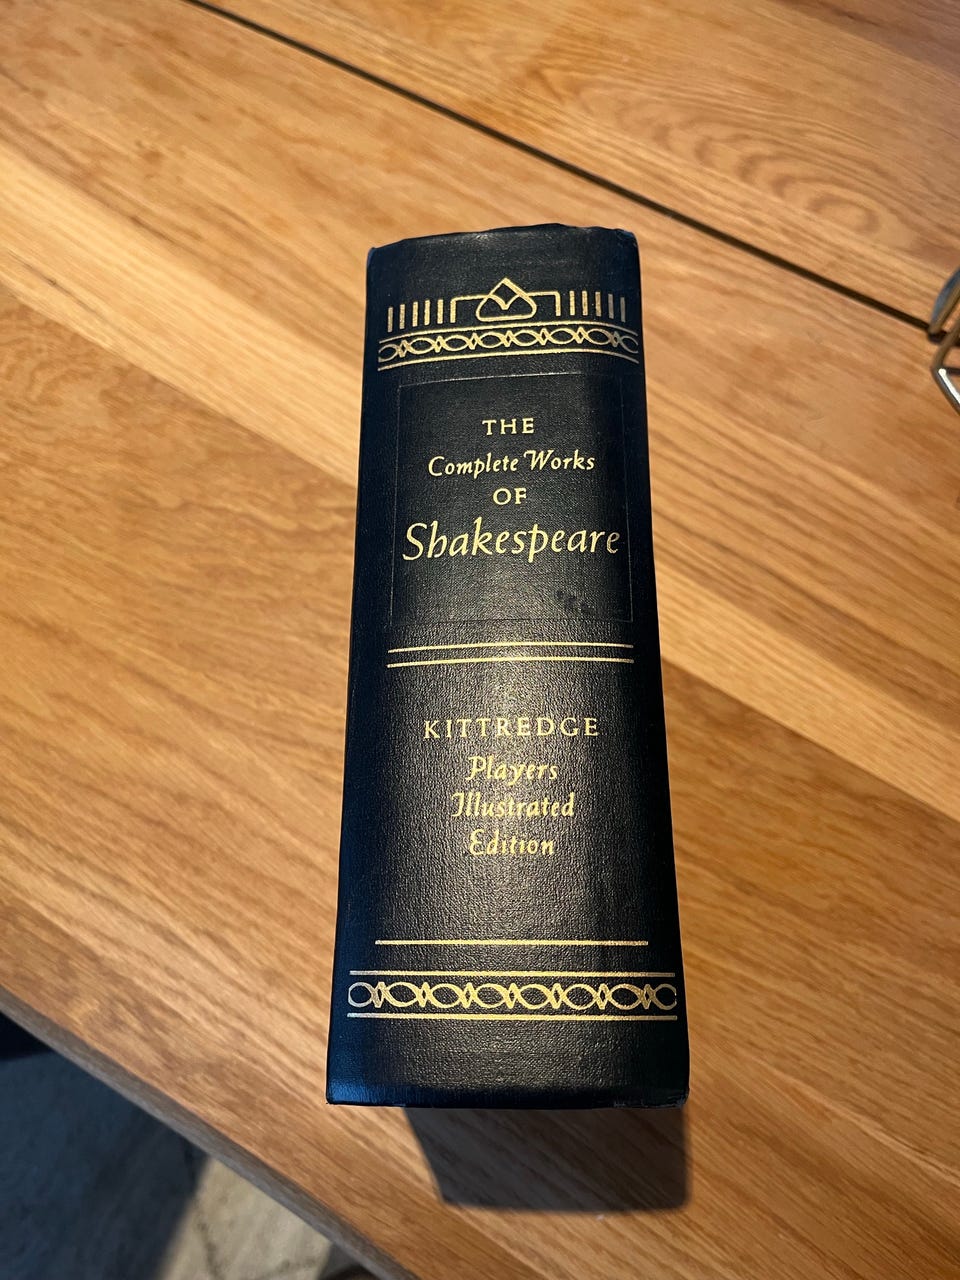 THE
Complete Works
OF
Shakespeare
KITTREDGE
Players
Illustrated
Edition